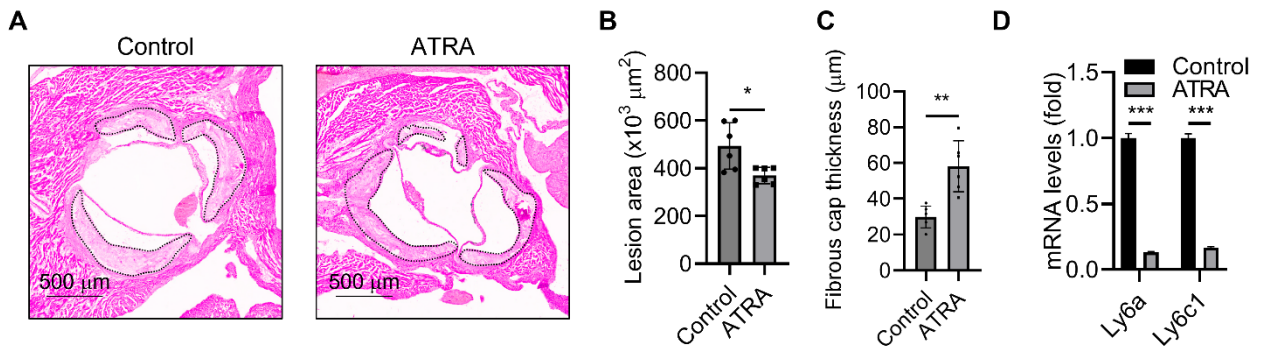 A
Control
ATRA
500 μm
500 μm
B
Lesion area (x10³ μm²)
800
600
400
200
0
*
Control
ATRA
C
Fibrous cap thickness (μm)
100
80
60
40
20
0
**
Control
ATRA
D
mRNA levels (fold)
1.5
1.0
0.5
0.0
Control
ATRA
*** ***
Ly6a
Ly6c1